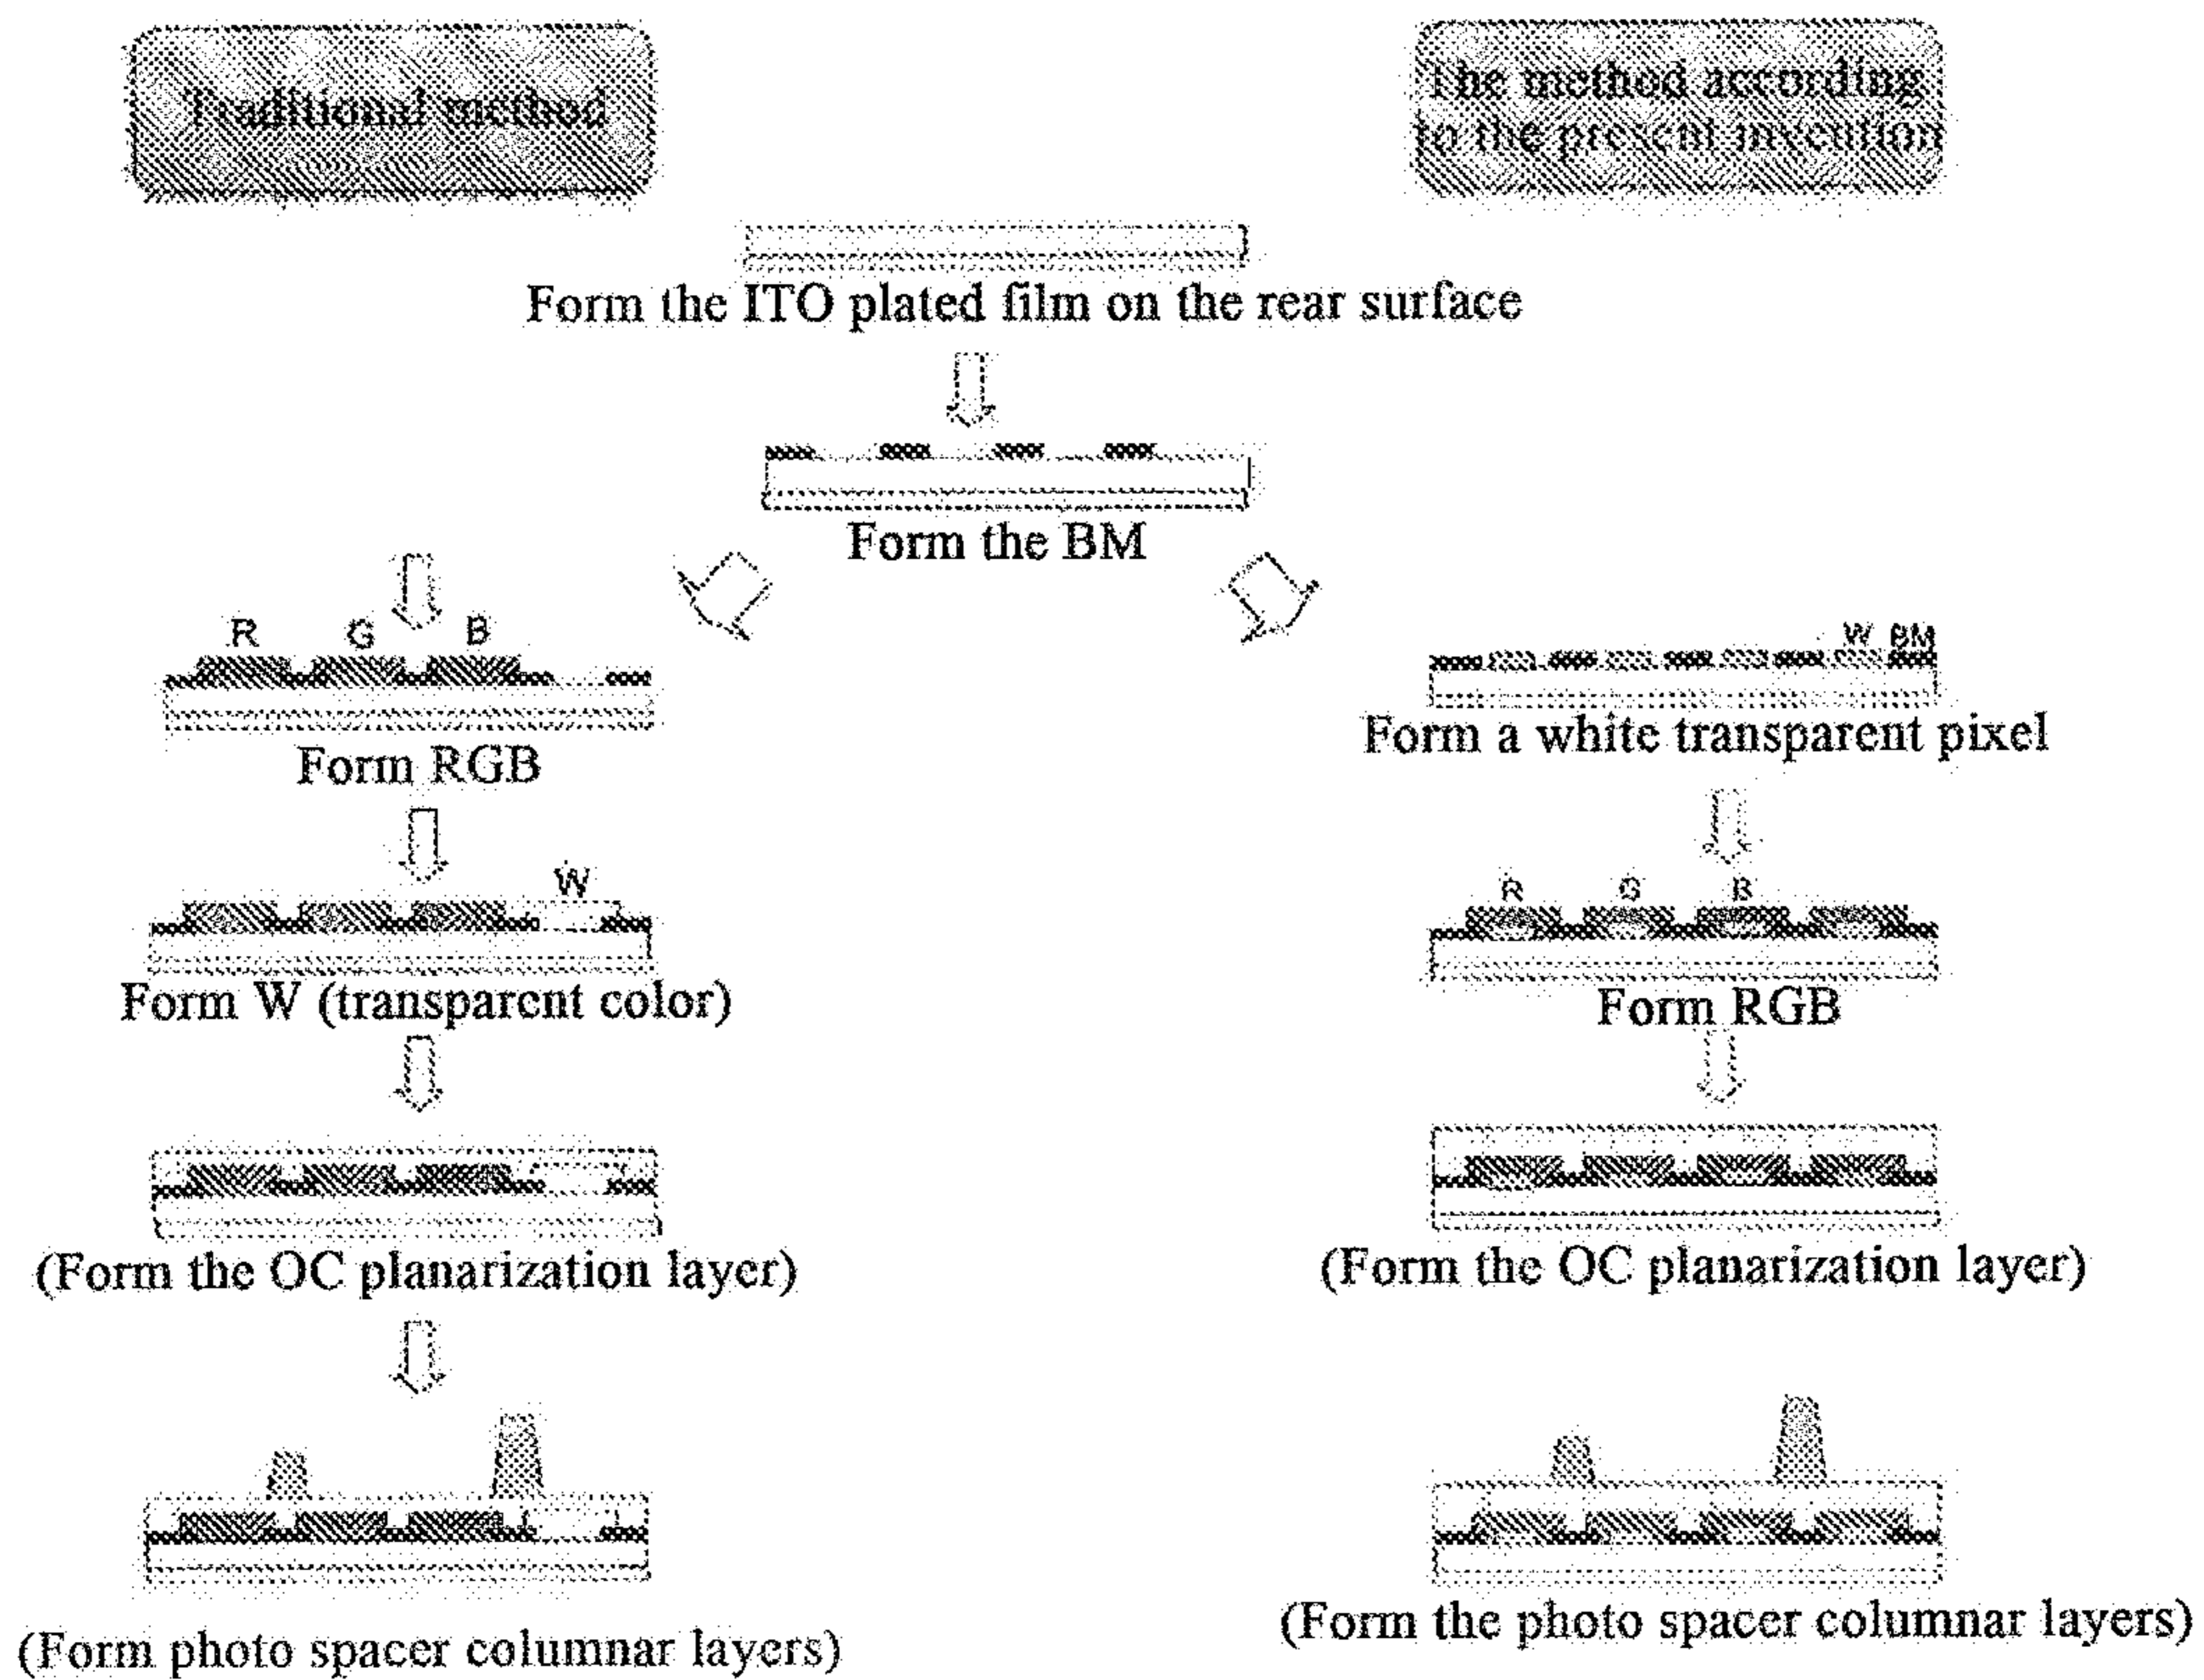 Traditional method
The method according
to the present invention
Form the ITO plated film on the rear surface
Form the BM
R G B
Form RGB
W
Form W (transparent color)
(Form the OC planarization layer)
(Form photo spacer columnar layers)
W BM
Form a white transparent pixel
R G B
Form RGB
(Form the OC planarization layer)
(Form the photo spacer columnar layers)